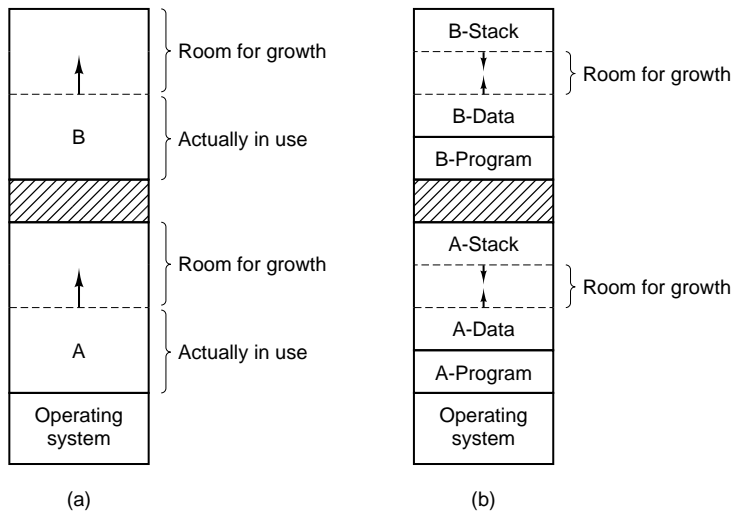 Room for growth
B
Actually in use
Room for growth
A
Actually in use
Operating
system
(a)
B-Stack
Room for growth
B-Data
B-Program
A-Stack
Room for growth
A-Data
A-Program
Operating
system
(b)